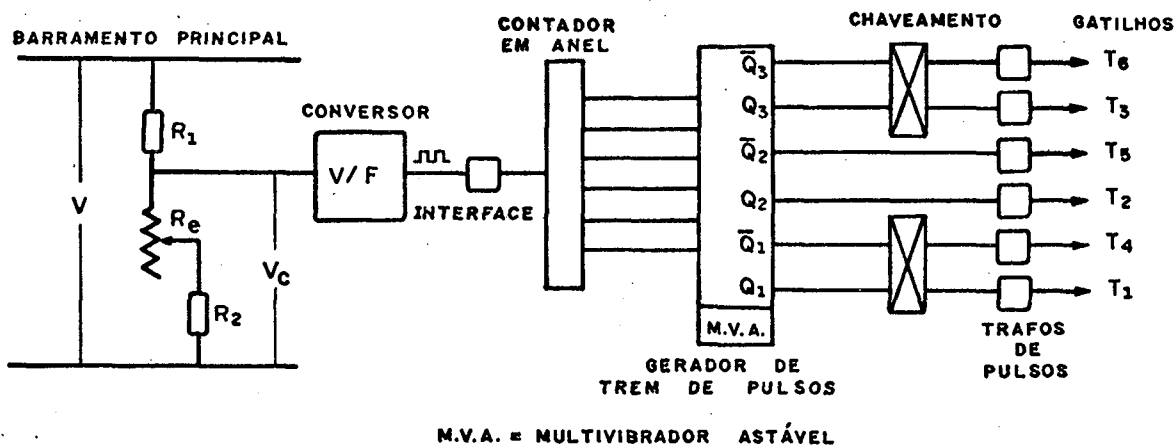 BARRAMENTO PRINCIPAL
V
R1
Re
R2
VC
CONVERSOR
V/F
INTERFACE
CONTADOR
EM ANEL
Q̅3
Q3
Q̅2
Q2
Q̅1
Q1
M.V.A.
GERADOR DE
TREM DE PULSOS
CHAVEAMENTO
GATILHOS
T6
T3
T5
T2
T4
T1
TRAFOS
DE
PULSOS
M.V.A. = MULTIVIBRADOR ASTÁVEL